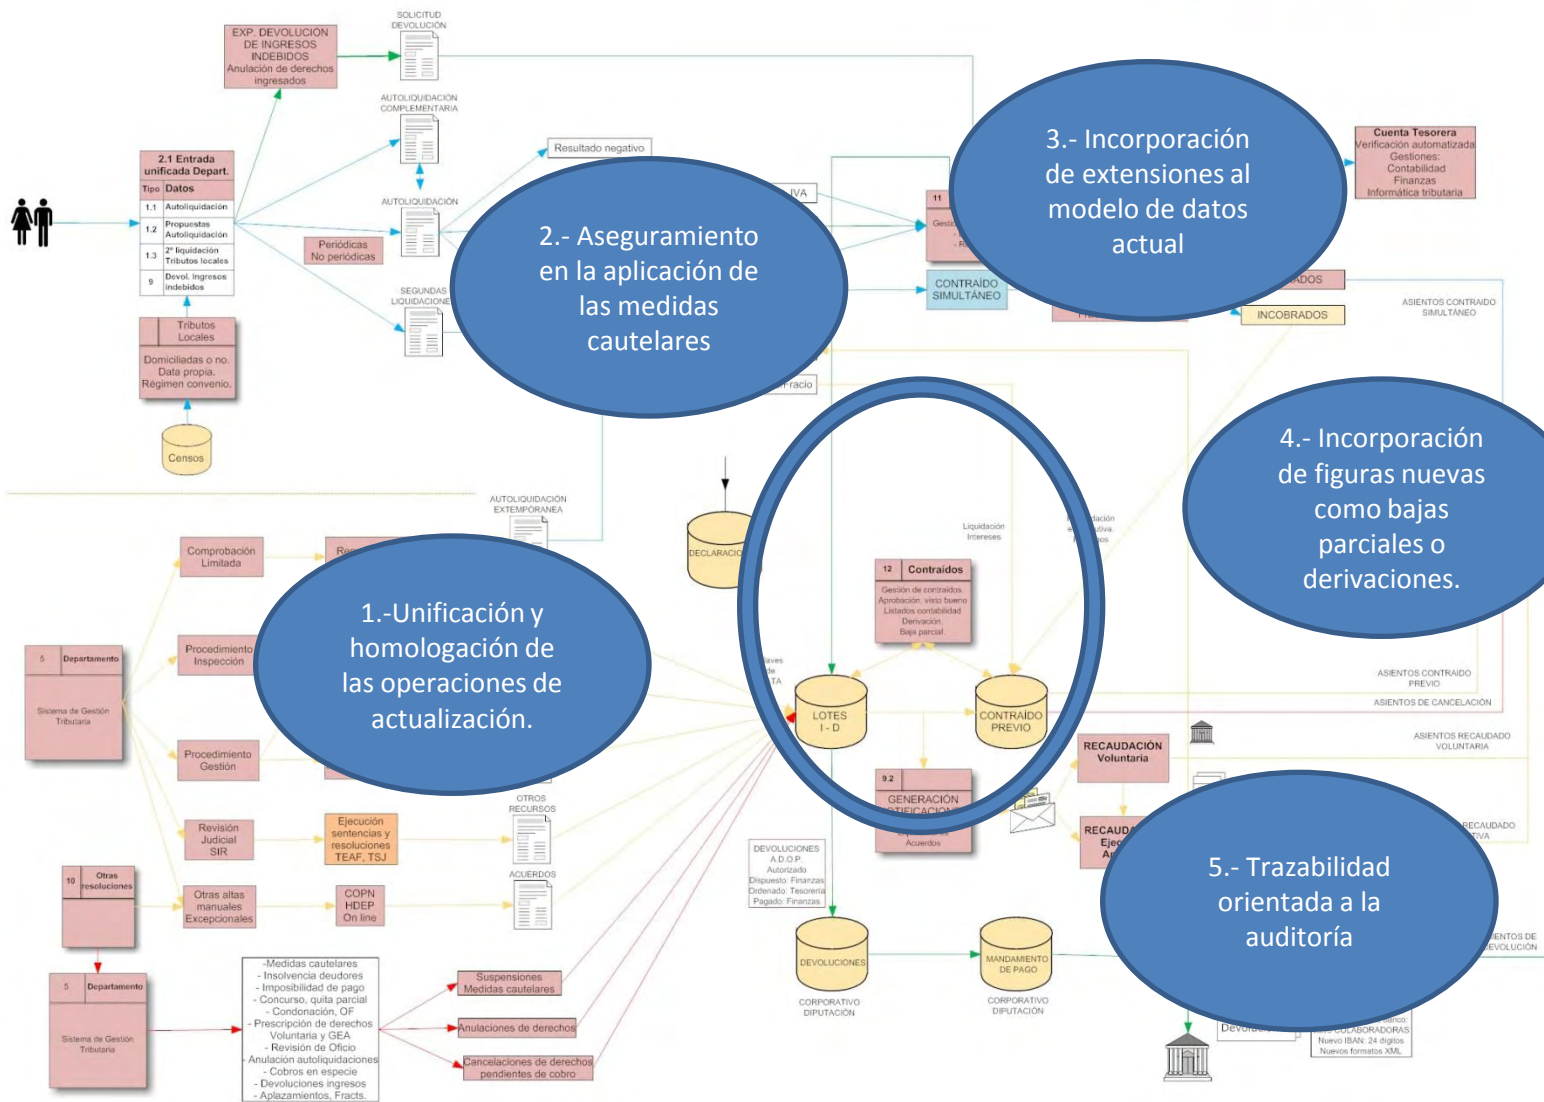 SOLICITUD
DEVOLUCIÓN
EXP. DEVOLUCION
DE INGRESOS
INDEBIDOS
Anulación de derechos
ingresados
AUTOLIQUIDACIÓN
COMPLEMENTARIA
Resultado negativo
2.1 Entrada
unificada Depart.
Tipo Datos
1.1 Autoliquidación
1.2 Propuestas
Autoliquidación
1.3 2ª liquidación
Tributos locales
9 Devol. Ingresos
indebidos
AUTOLIQUIDACIÓN
Periódicas
No periódicas
SEGUNDAS
LIQUIDACIONES
Tributos
Locales
Domiciliadas o no.
Data propia.
Régimen convenio.
Censos
2.- Aseguramiento
en la aplicación de
las medidas
cautelares
IVA
11
3.- Incorporación
de extensiones al
modelo de datos
actual
Cuenta Tesorera
Verificación automatizada
Gestiones:
Contabilidad
Finanzas
Informática tributaria
CONTRAÍDO
SIMULTÁNEO
INCOBRADOS
ASIENTOS CONTRAIDO
SIMULTÁNEO
Fracio
4.- Incorporación
de figuras nuevas
como bajas
parciales o
derivaciones.
AUTOLIQUIDACIÓN
EXTEMPORANEA
Liquidación
Intereses
Comprobación
Limitada
1.-Unificación y
homologación de
las operaciones de
actualización.
12 Contraídos
Gestión de contraidos.
Aprobación, visto bueno
Listados contabilidad
Derivación.
Baja parcial.
5 Departamento
Sistema de Gestión
Tributaria
Procedimiento
Inspección
de
LOTES
I - D
CONTRAÍDO
PREVIO
ASIENTOS CONTRAIDO
PREVIO
ASIENTOS DE CANCELACIÓN
Procedimiento
Gestión
RECAUDACIÓN
Voluntaria
ASIENTOS RECAUDADO
VOLUNTARIA
9.2
GENERACIÓN
Acuerdos
OTROS
RECURSOS
Revisión
Judicial
SIR
Ejecución
sentencias y
resoluciones
TEAF, TSJ
RECAUDADO
5.- Trazabilidad
orientada a la
auditoría
DEVOLUCIONES
A.D.O.P.
Autorizado
Dispuesto: Finanzas
Ordenado: Tesorería
Pagado: Finanzas
10 Otras
resoluciones
Otras altas
manuales
Excepcionales
COPN
HDEP
On line
ACUERDOS
DEVOLUCIONES
CORPORATIVO
DIPUTACIÓN
MANDAMIENTO
DE PAGO
CORPORATIVO
DIPUTACIÓN
5 Departamento
Sistema de Gestión
Tributaria
-Medidas cautelares
- Insolvencia deudores
- Imposibilidad de pago
- Concurso, quita parcial
- Condonación, OF
- Prescripción de derechos
Voluntaria y GEA
- Revisión de Oficio
- Anulación autoliquidaciones
- Cobros en especie
- Devoluciones ingresos
- Aplazamientos, Fracts.
Suspensiones
Medidas cautelares
Anulaciones de derechos
Cancelaciones de derechos
pendientes de cobro
COLABORADORAS
Nuevo IBAN: 24 dígitos
Nuevos formatos XML